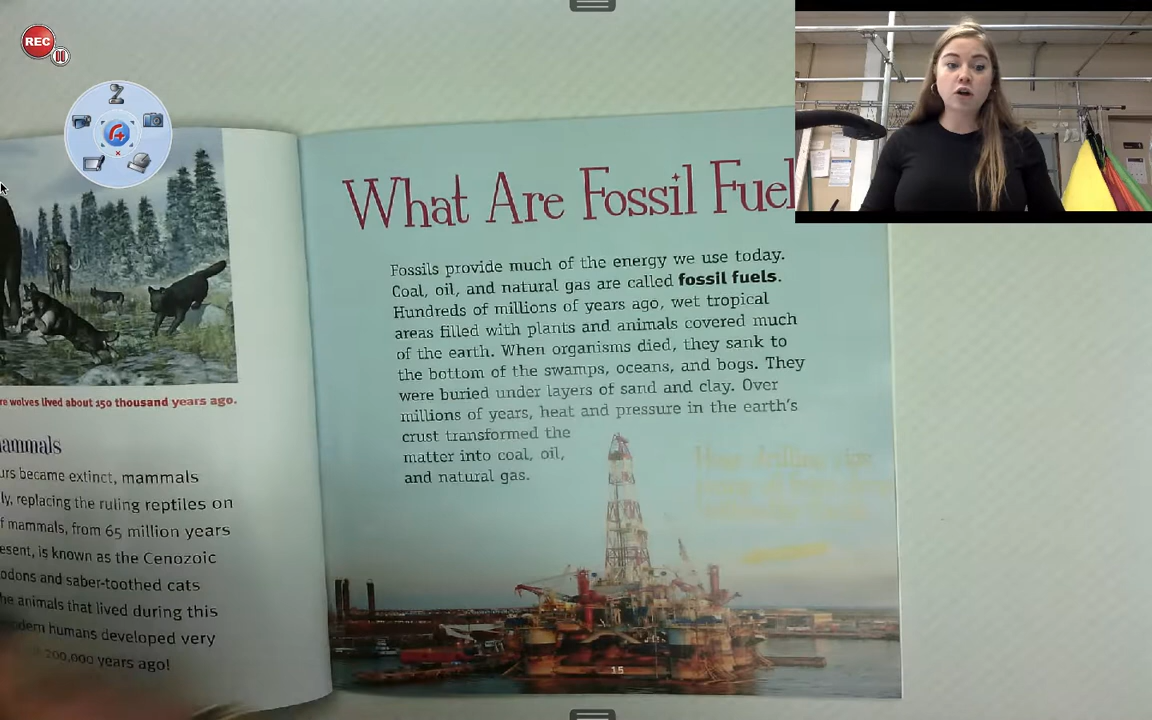 REC
What Are Fossil Fuel
Fossils provide much of the energy we use today.
Coal, oil, and natural gas are called fossil fuels.
Hundreds of millions of years ago, wet tropical
areas filled with plants and animals covered much
of the earth. When organisms died, they sank to
the bottom of the swamps, oceans, and bogs. They
were buried under layers of sand and clay. Over
millions of years, heat and pressure in the earth's
crust transformed the
matter into coal, oil,
and natural gas.
15
re wolves lived about 150 thousand years ago.
ammals
urs became extinct, mammals
ly, replacing the ruling reptiles on
f mammals, from 65 million years
esent, is known as the Cenozoic
odons and saber-toothed cats
he animals that lived during this
odern humans developed very
200,000 years ago!